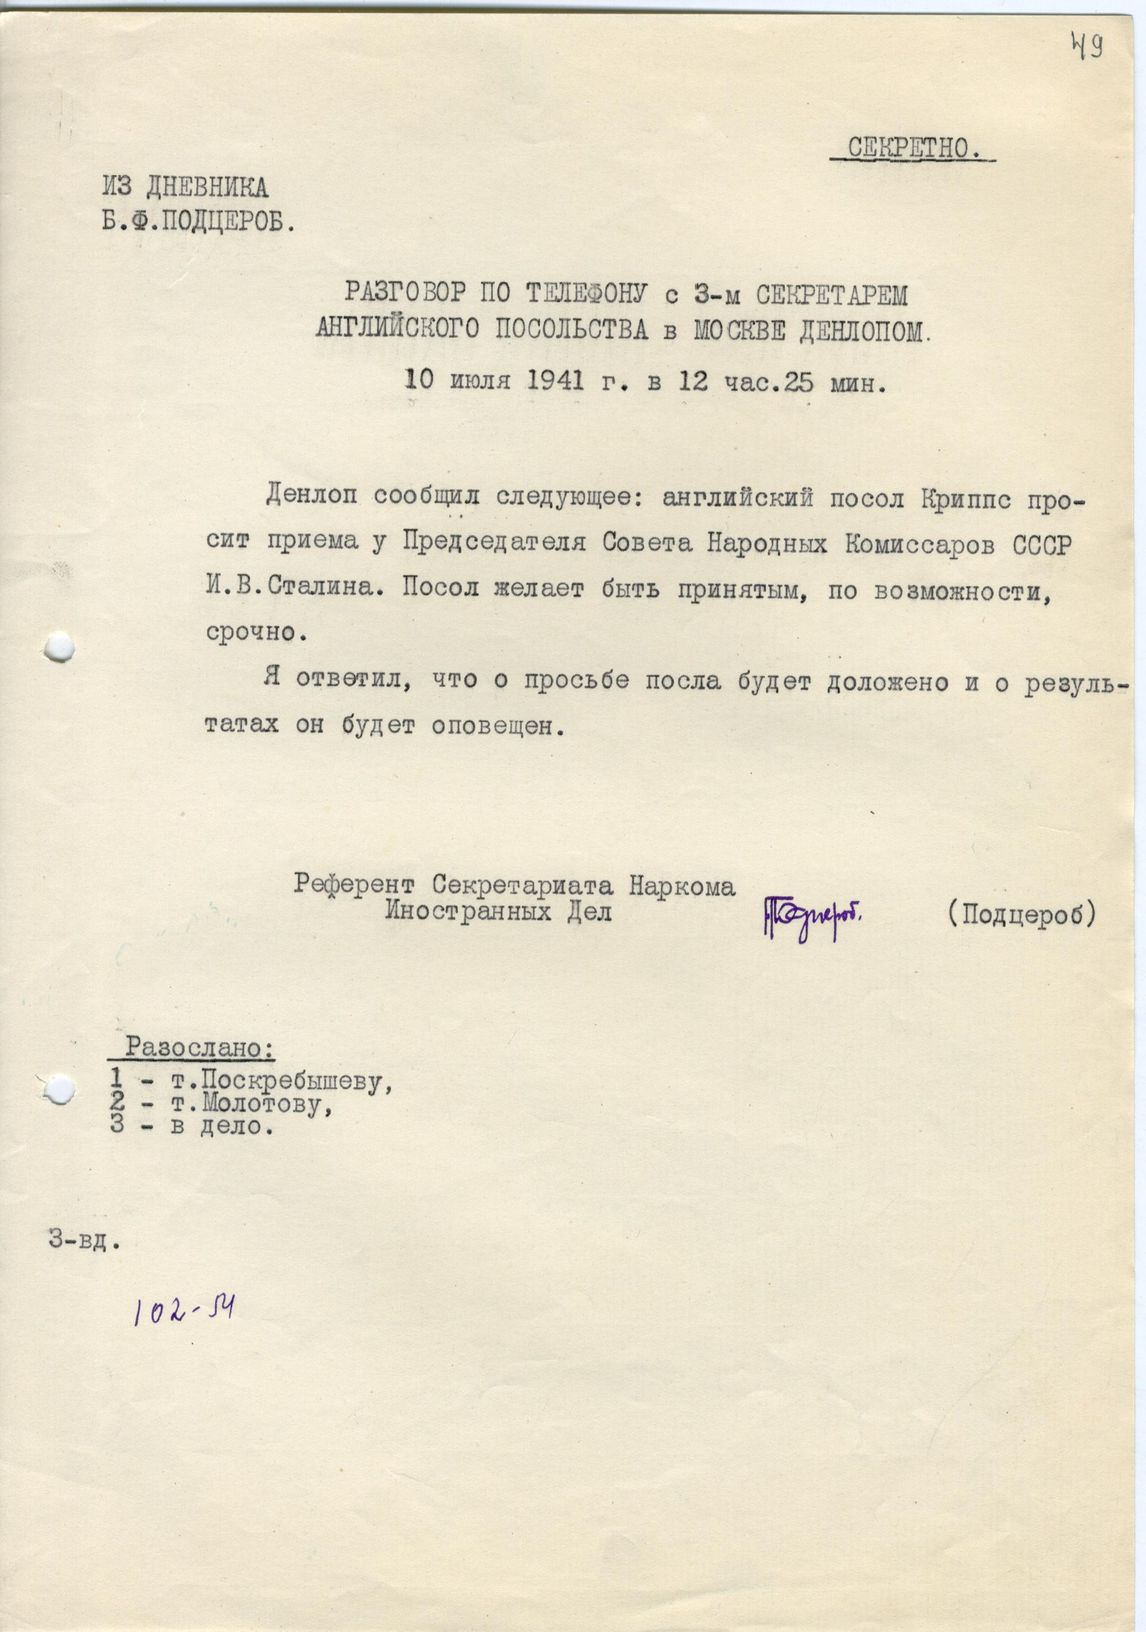 49
СЕКРЕТНО.
ИЗ ДНЕВНИКА
Б.Ф.ПОДЦЕРОБ.
РАЗГОВОР ПО ТЕЛЕФОНУ с 3-м СЕКРЕТАРЕМ
АНГЛИЙСКОГО ПОСОЛЬСТВА в МОСКВЕ ДЕНЛОПОМ.
10 июля 1941 г. в 12 час.25 мин.
Денлоп сообщил следующее: английский посол Криппс про-
сит приема у Председателя Совета Народных Комиссаров СССР
И.В.Сталина. Посол желает быть принятым, по возможности,
срочно.
Я ответил, что о просьбе посла будет доложено и о резуль-
татах он будет оповещен.
Референт Секретариата Наркома
Иностранных Дел Подцероб. (Подцероб)
Разослано:
1 - т.Поскребышеву,
2 - т.Молотову,
3 - в дело.
3-вд.
102-54